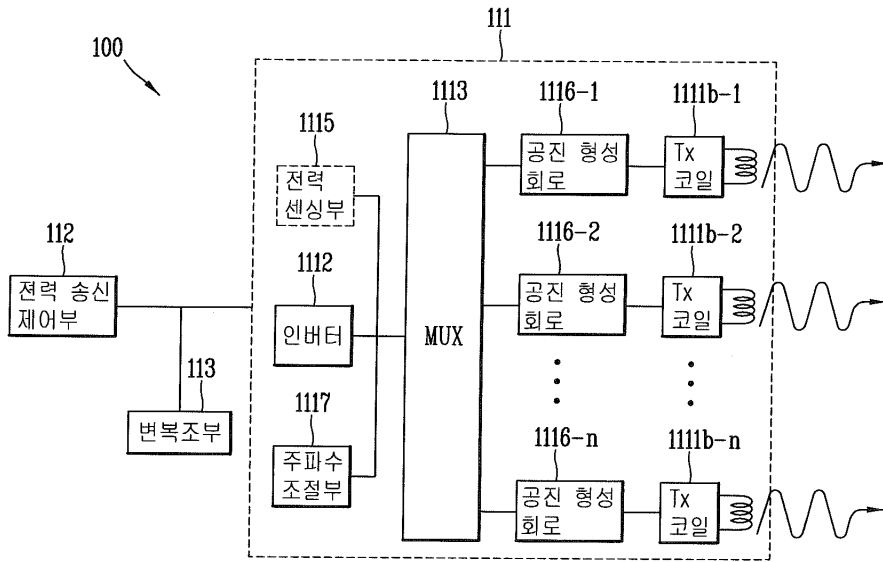 100
111
1113
1116-1
1111b-1
1115
공진 형성
회로
Tx
코일
전력
센싱부
112
1112
1116-2
1111b-2
전력 송신
제어부
인버터
MUX
공진 형성
회로
Tx
코일
113
변복조부
1117
주파수
조절부
1116-n
1111b-n
공진 형성
회로
Tx
코일